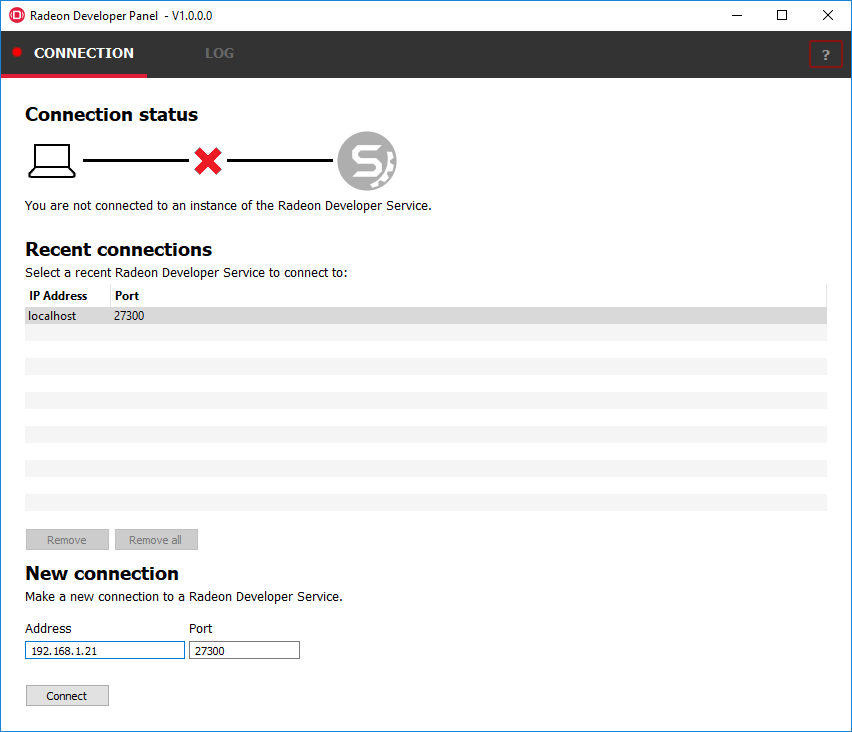 Radeon Developer Panel - V1.0.0.0
CONNECTION LOG ?
Connection status
S
You are not connected to an instance of the Radeon Developer Service.
Recent connections
Select a recent Radeon Developer Service to connect to:
IP Address Port
localhost 27300
Remove Remove all
New connection
Make a new connection to a Radeon Developer Service.
Address Port
192.168.1.21 27300
Connect